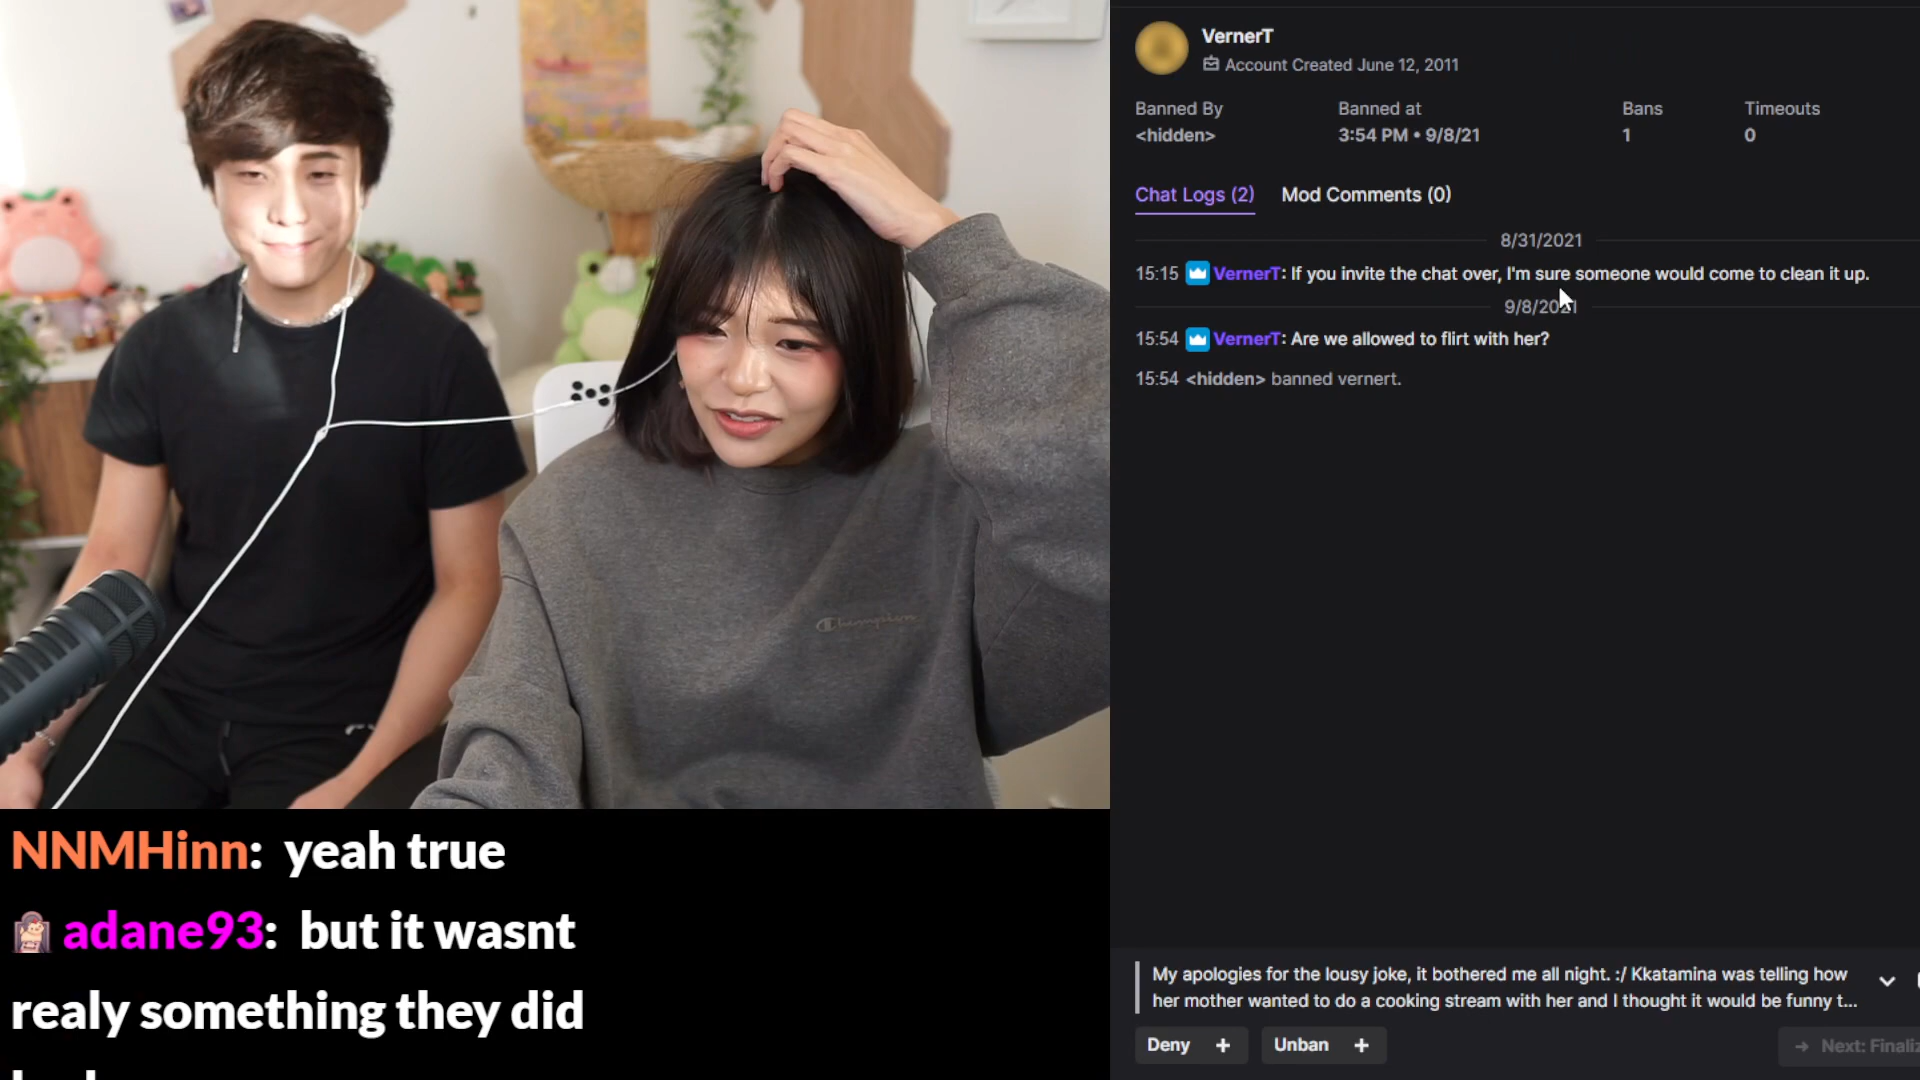 VernerT
Account Created June 12, 2011
Banned By
Banned at
Bans
Timeouts
<hidden>
3:54 PM • 9/8/21
1
0
Chat Logs (2)
Mod Comments (0)
8/31/2021
15:15 VernerT: If you invite the chat over, I'm sure someone would come to clean it up.
9/8/2021
15:54 VernerT: Are we allowed to flirt with her?
15:54 <hidden> banned vernert.
Champion
My apologies for the lousy joke, it bothered me all night. :/ Kkatamina was telling how
her mother wanted to do a cooking stream with her and I thought it would be funny t...
Deny +
Unban +
→ Next:
NNMHinn: yeah true
adane93: but it wasnt
realy something they did